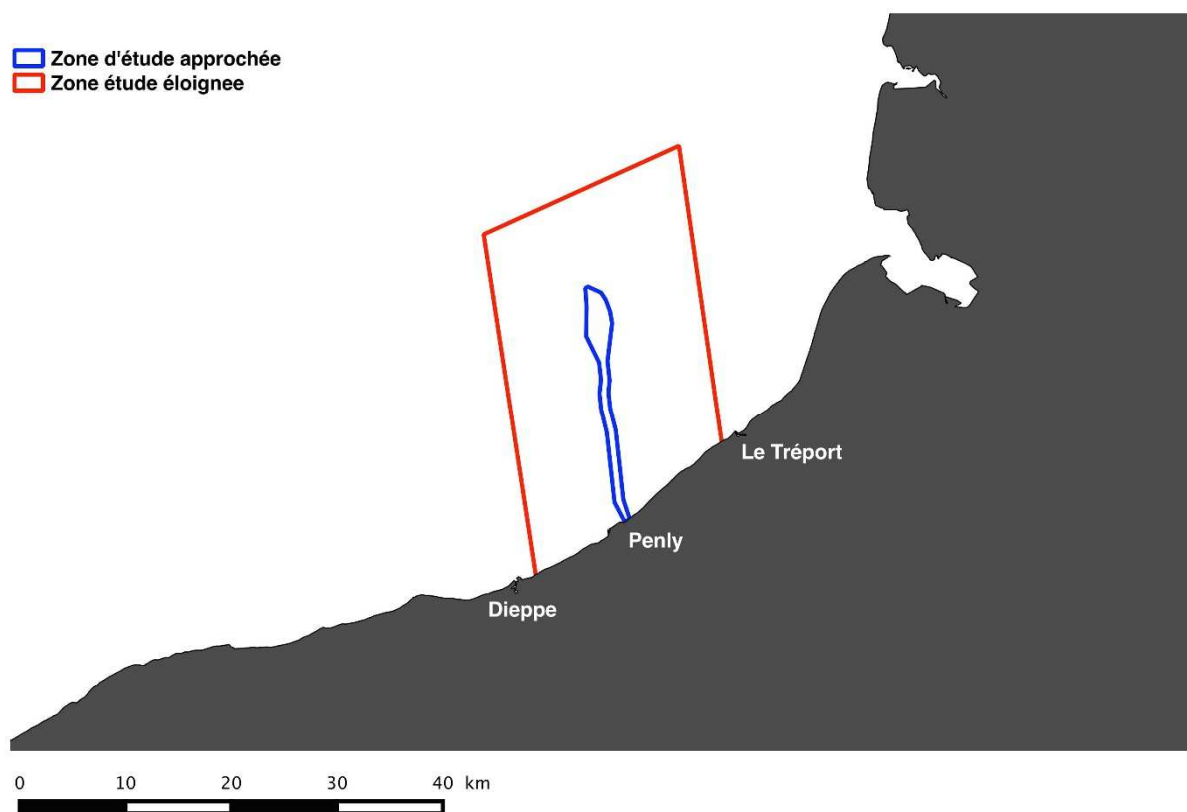 Zone d'étude approchée
Zone étude éloignee
Le Tréport
Penly
Dieppe
0 10 20 30 40 km